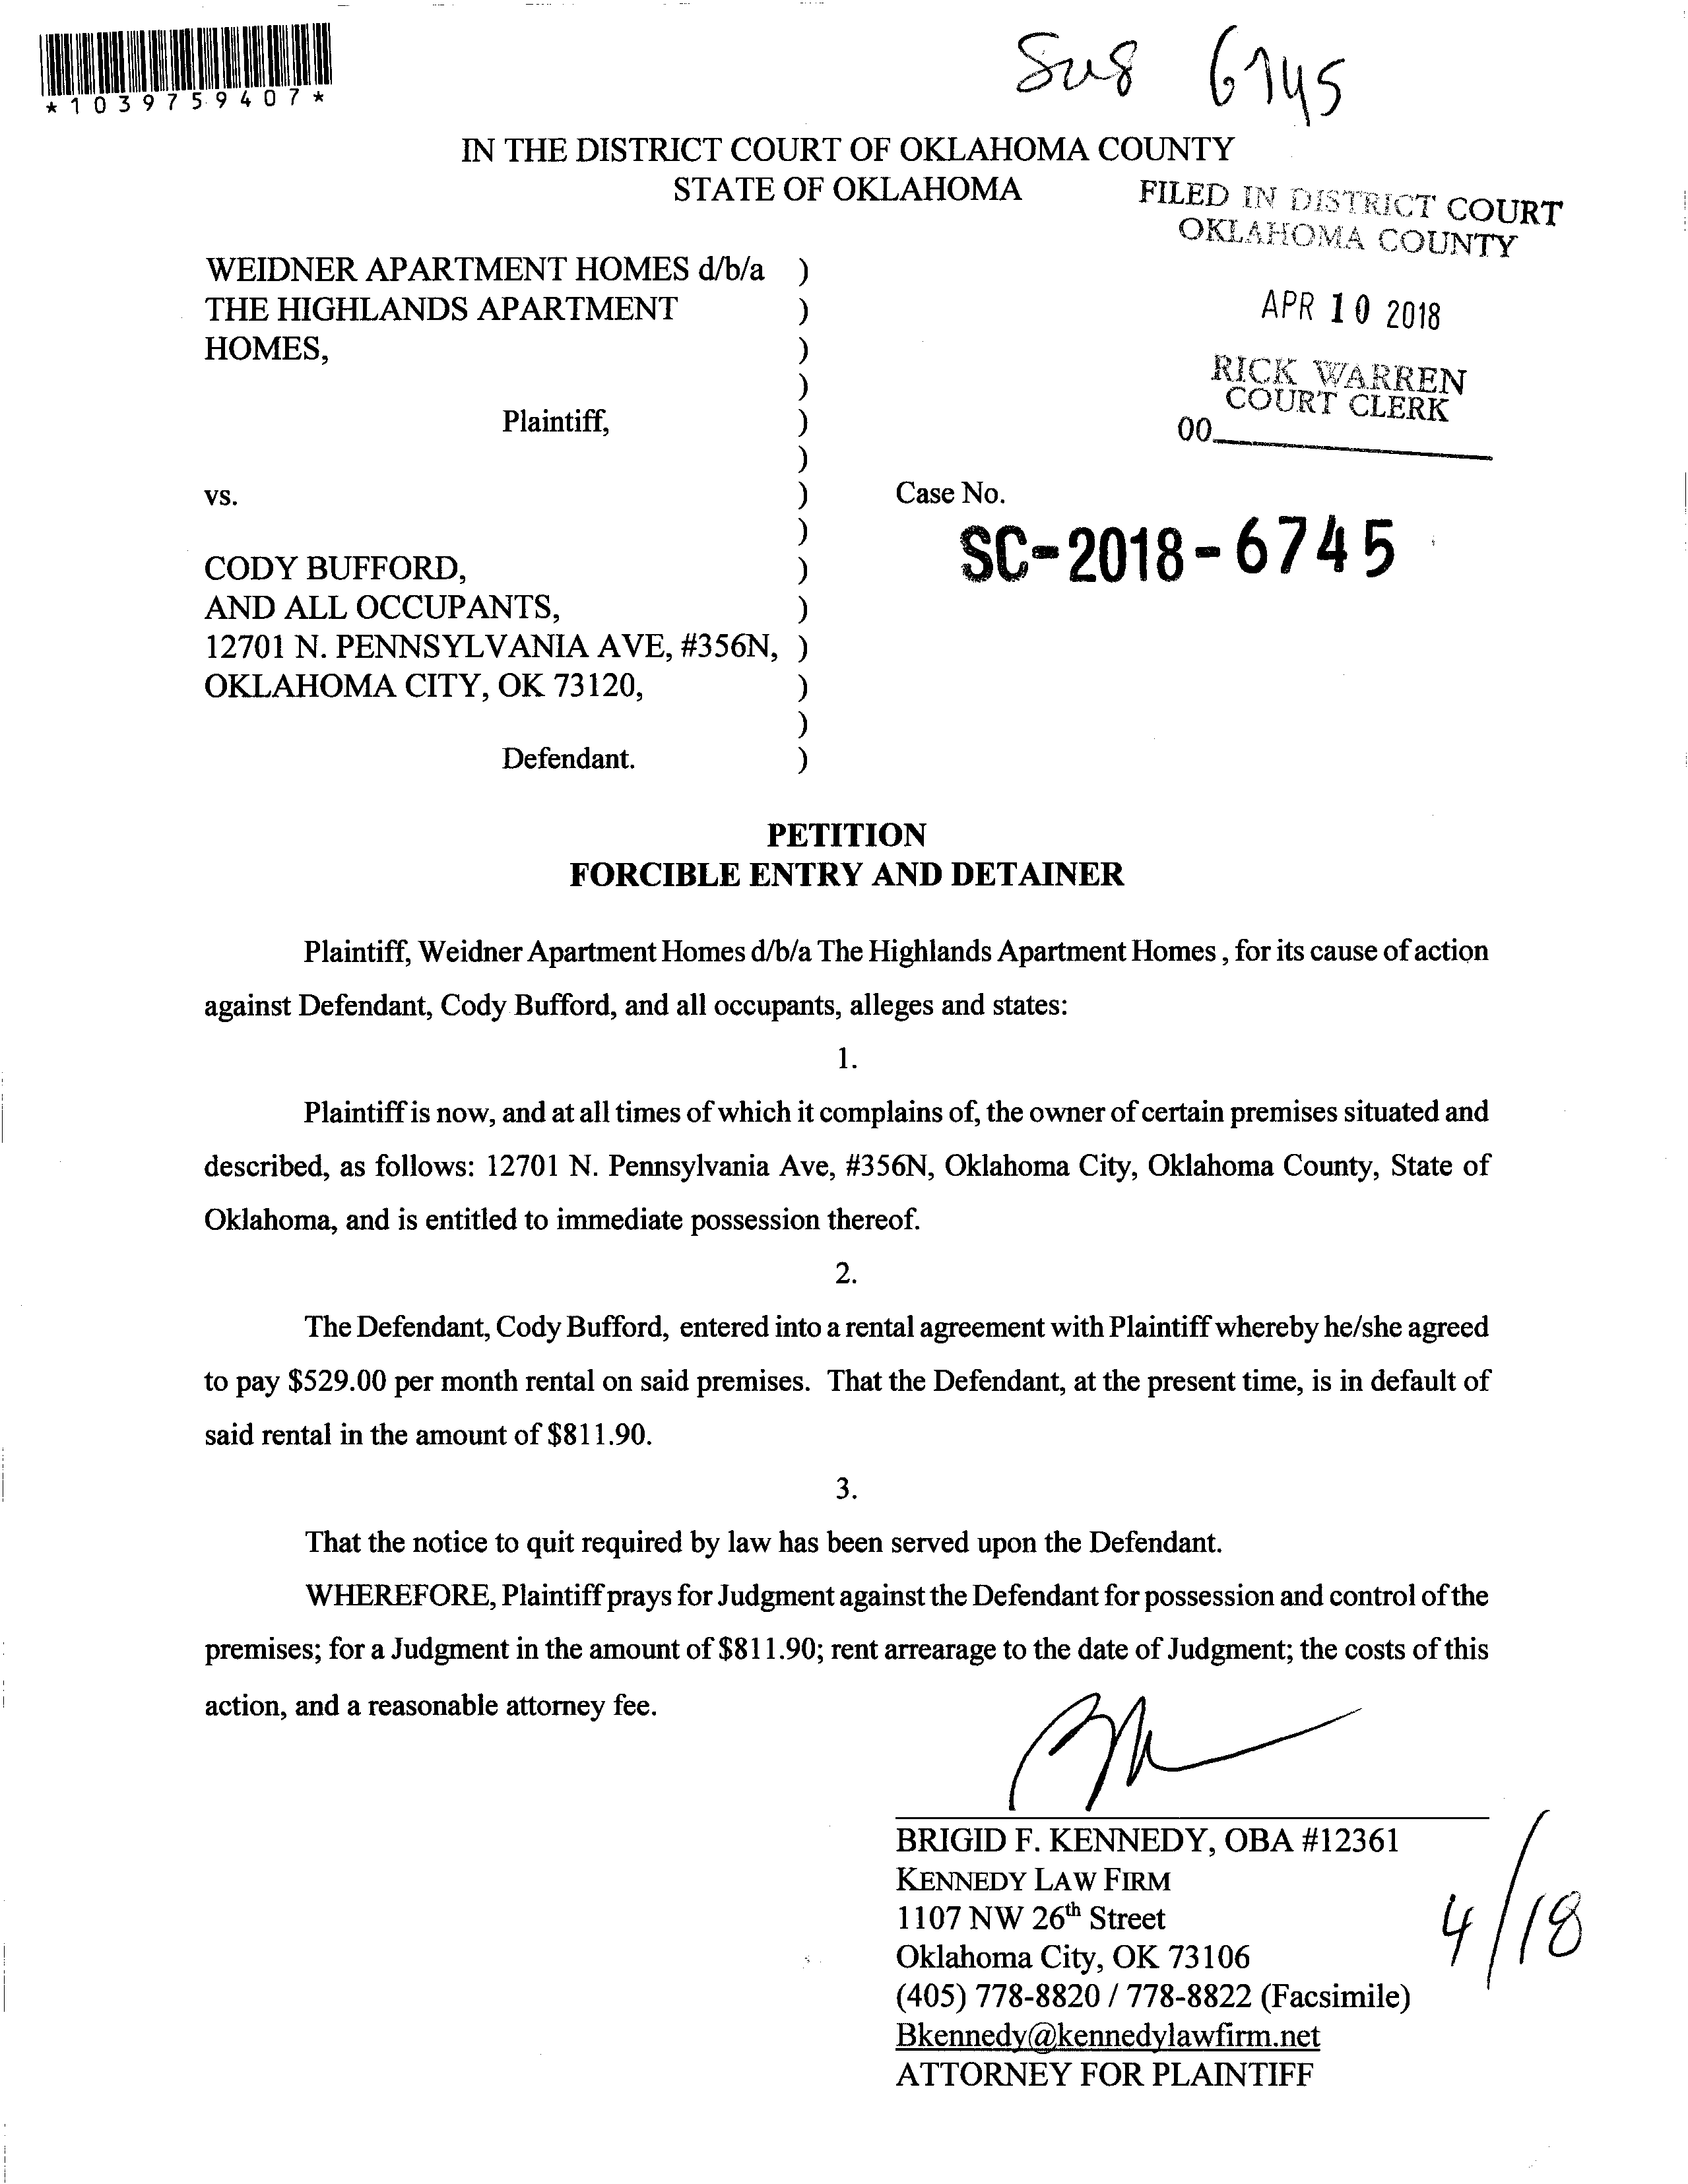 *1039759407*
6745
IN THE DISTRICT COURT OF OKLAHOMA COUNTY
STATE OF OKLAHOMA
FILED IN DISTRICT COURT
OKLAHOMA COUNTY
APR 10 2018
RICK WARREN
COURT CLERK
00
WEIDNER APARTMENT HOMES d/b/a )
THE HIGHLANDS APARTMENT )
HOMES, )
)
Plaintiff, )
)
vs. ) Case No.
) SC-2018-6745
CODY BUFFORD, )
AND ALL OCCUPANTS, )
12701 N. PENNSYLVANIA AVE, #356N, )
OKLAHOMA CITY, OK 73120, )
)
Defendant. )
PETITION
FORCIBLE ENTRY AND DETAINER
Plaintiff, Weidner Apartment Homes d/b/a The Highlands Apartment Homes , for its cause of action
against Defendant, Cody Bufford, and all occupants, alleges and states:
1.
Plaintiff is now, and at all times of which it complains of, the owner of certain premises situated and
described, as follows: 12701 N. Pennsylvania Ave, #356N, Oklahoma City, Oklahoma County, State of
Oklahoma, and is entitled to immediate possession thereof.
2.
The Defendant, Cody Bufford, entered into a rental agreement with Plaintiff whereby he/she agreed
to pay $529.00 per month rental on said premises. That the Defendant, at the present time, is in default of
said rental in the amount of $811.90.
3.
That the notice to quit required by law has been served upon the Defendant.
WHEREFORE, Plaintiff prays for Judgment against the Defendant for possession and control of the
premises; for a Judgment in the amount of $811.90; rent arrearage to the date of Judgment; the costs of this
action, and a reasonable attorney fee.
BRIGID F. KENNEDY, OBA #12361
KENNEDY LAW FIRM
1107 NW 26th Street
Oklahoma City, OK 73106
(405) 778-8820 / 778-8822 (Facsimile)
Bkennedy@kennedylawfirm.net
ATTORNEY FOR PLAINTIFF
4/18